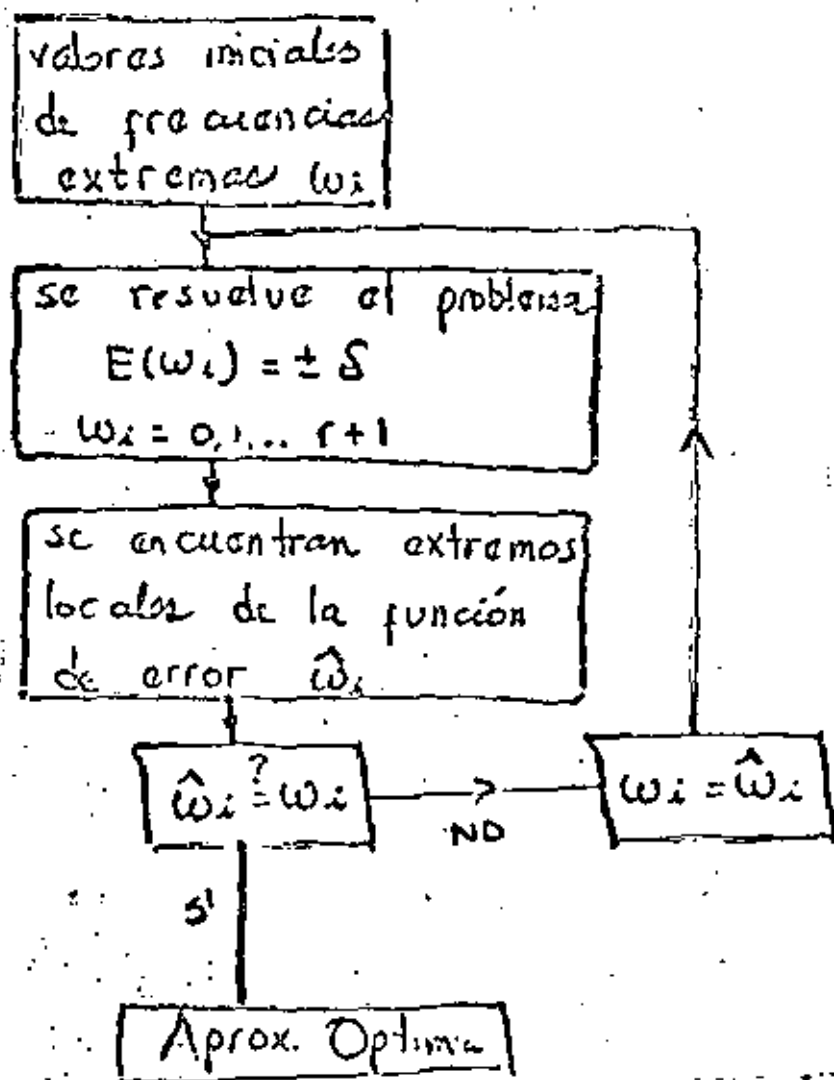 valores iniciales
de frecuencias
extremas ωi
se resuelve el problema
E(ωi) = ± δ
ωi = 0,1... r+1
se encuentran extremos
locales de la función
de error ω̂i
ω̂i ≟ ωi
NO
ωi = ω̂i
si
Aprox. Optima